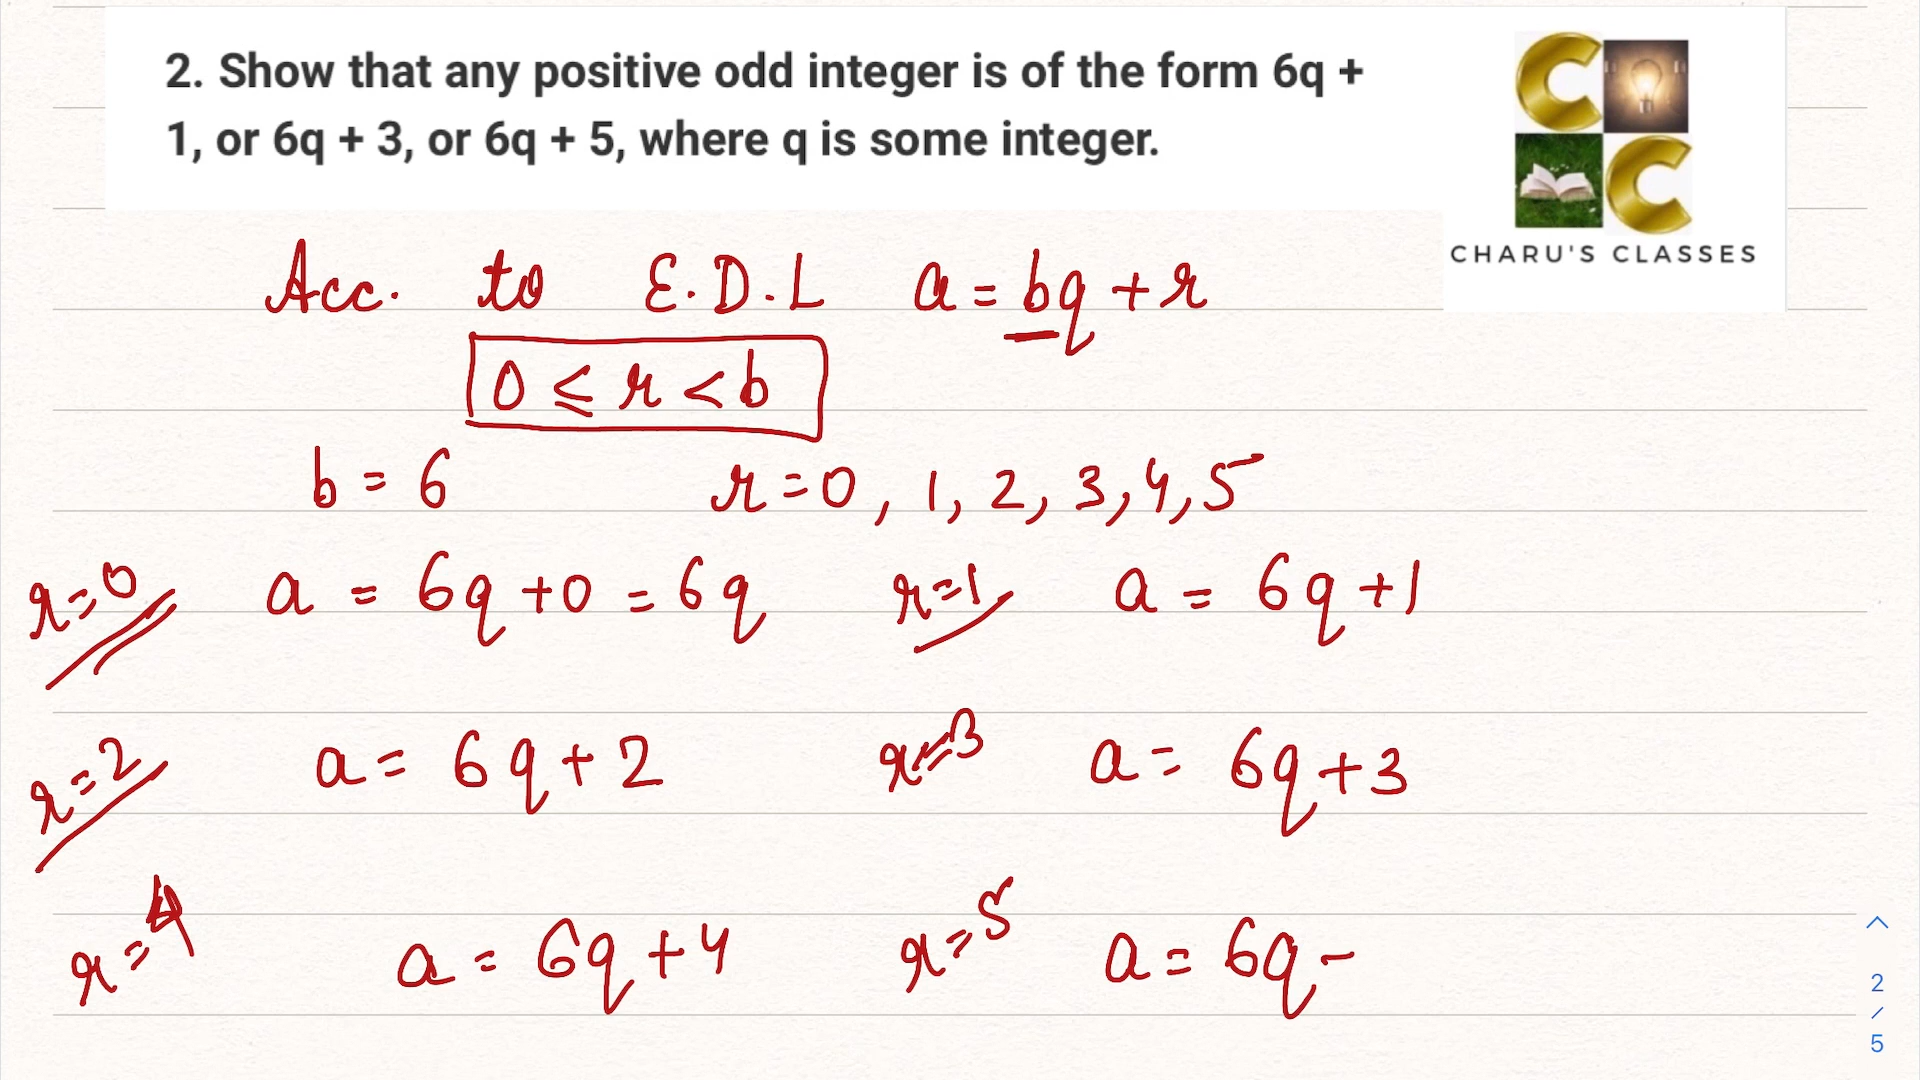 2. Show that any positive odd integer is of the form 6q +
1, or 6q + 3, or 6q + 5, where q is some integer.
CHARU'S CLASSES
Acc. to E.D.L a = bq + r
0 ≤ r < b
b = 6 r = 0, 1, 2, 3, 4, 5
r=0 a = 6q + 0 = 6q r=1 a = 6q + 1
r=2 a = 6q + 2 r=3 a = 6q + 3
r=4 a = 6q + 4 r=5 a = 6q -
2 / 5